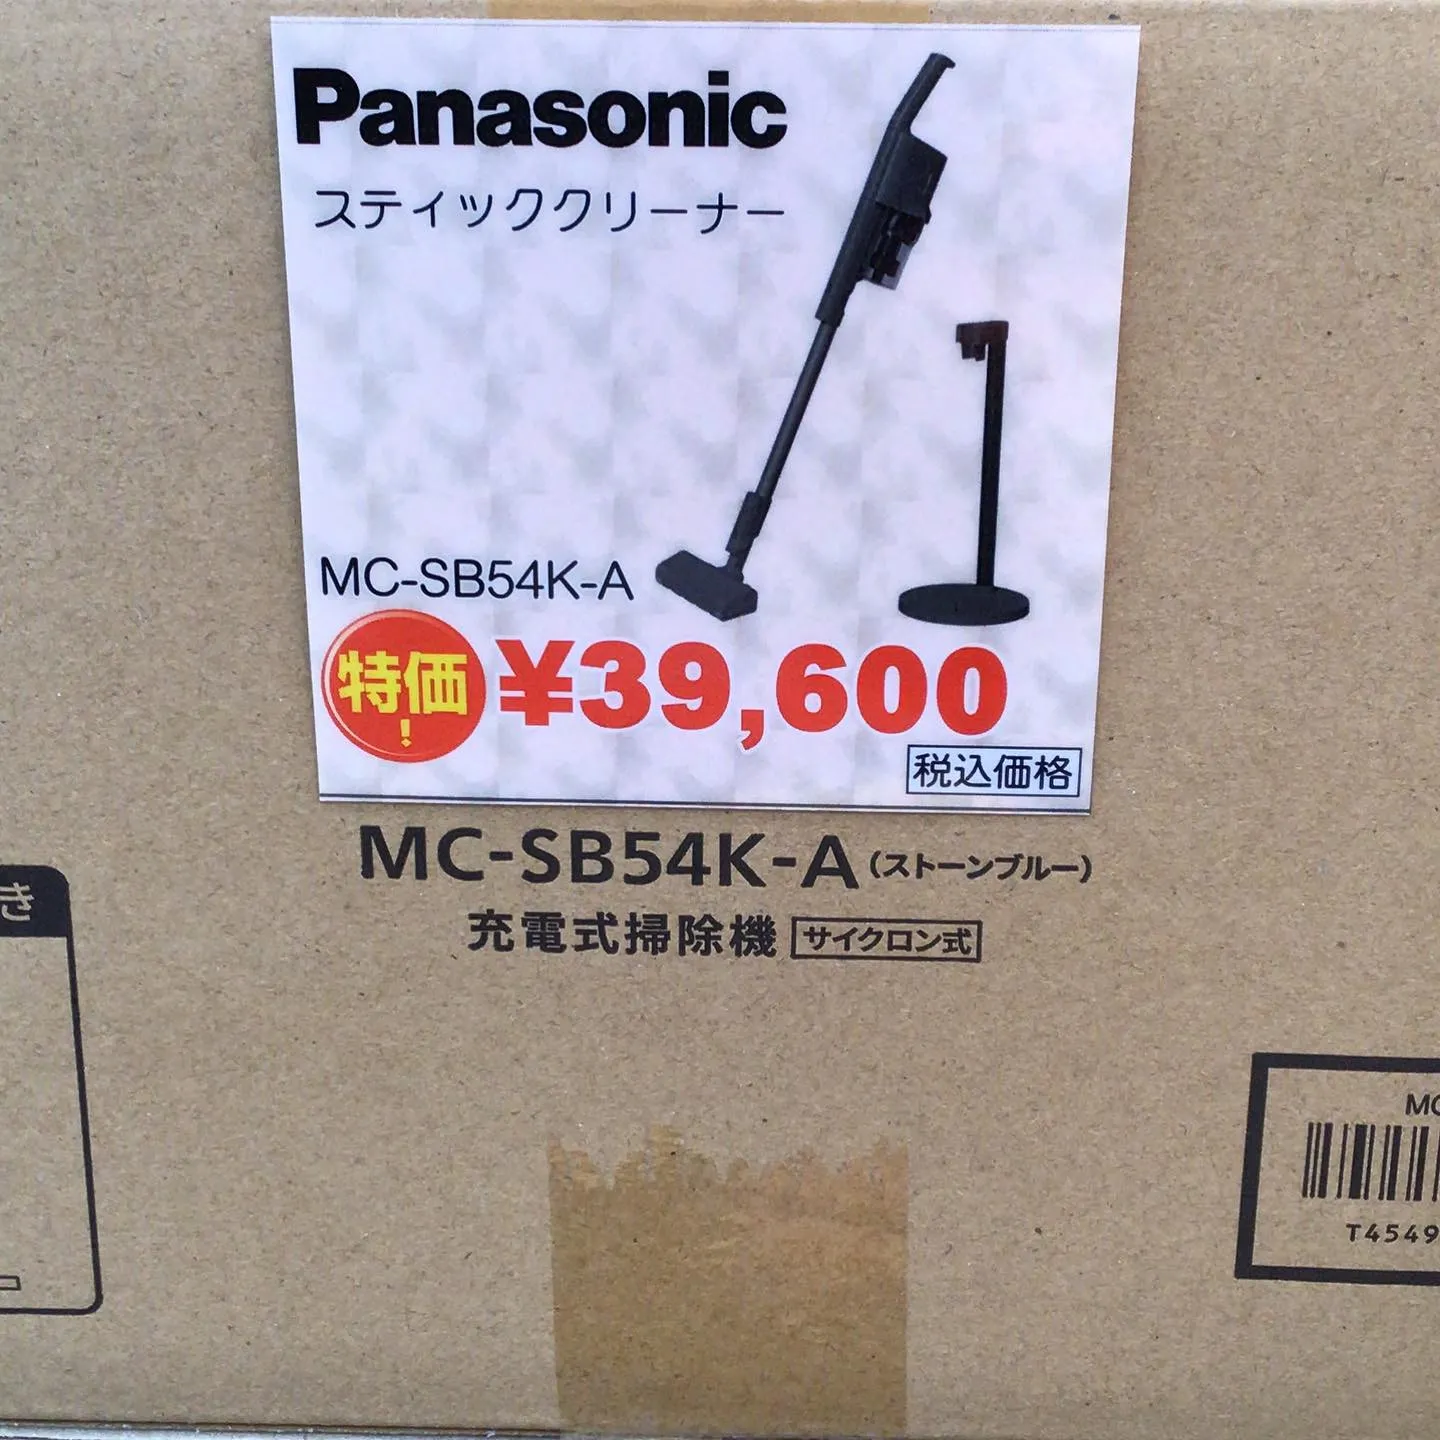 Panasonic
スティッククリーナー
MC-SB54K-A
特価!
¥39,600
税込価格
MC-SB54K-A（ストーンブルー）
充電式掃除機 サイクロン式
き
MC
T4549